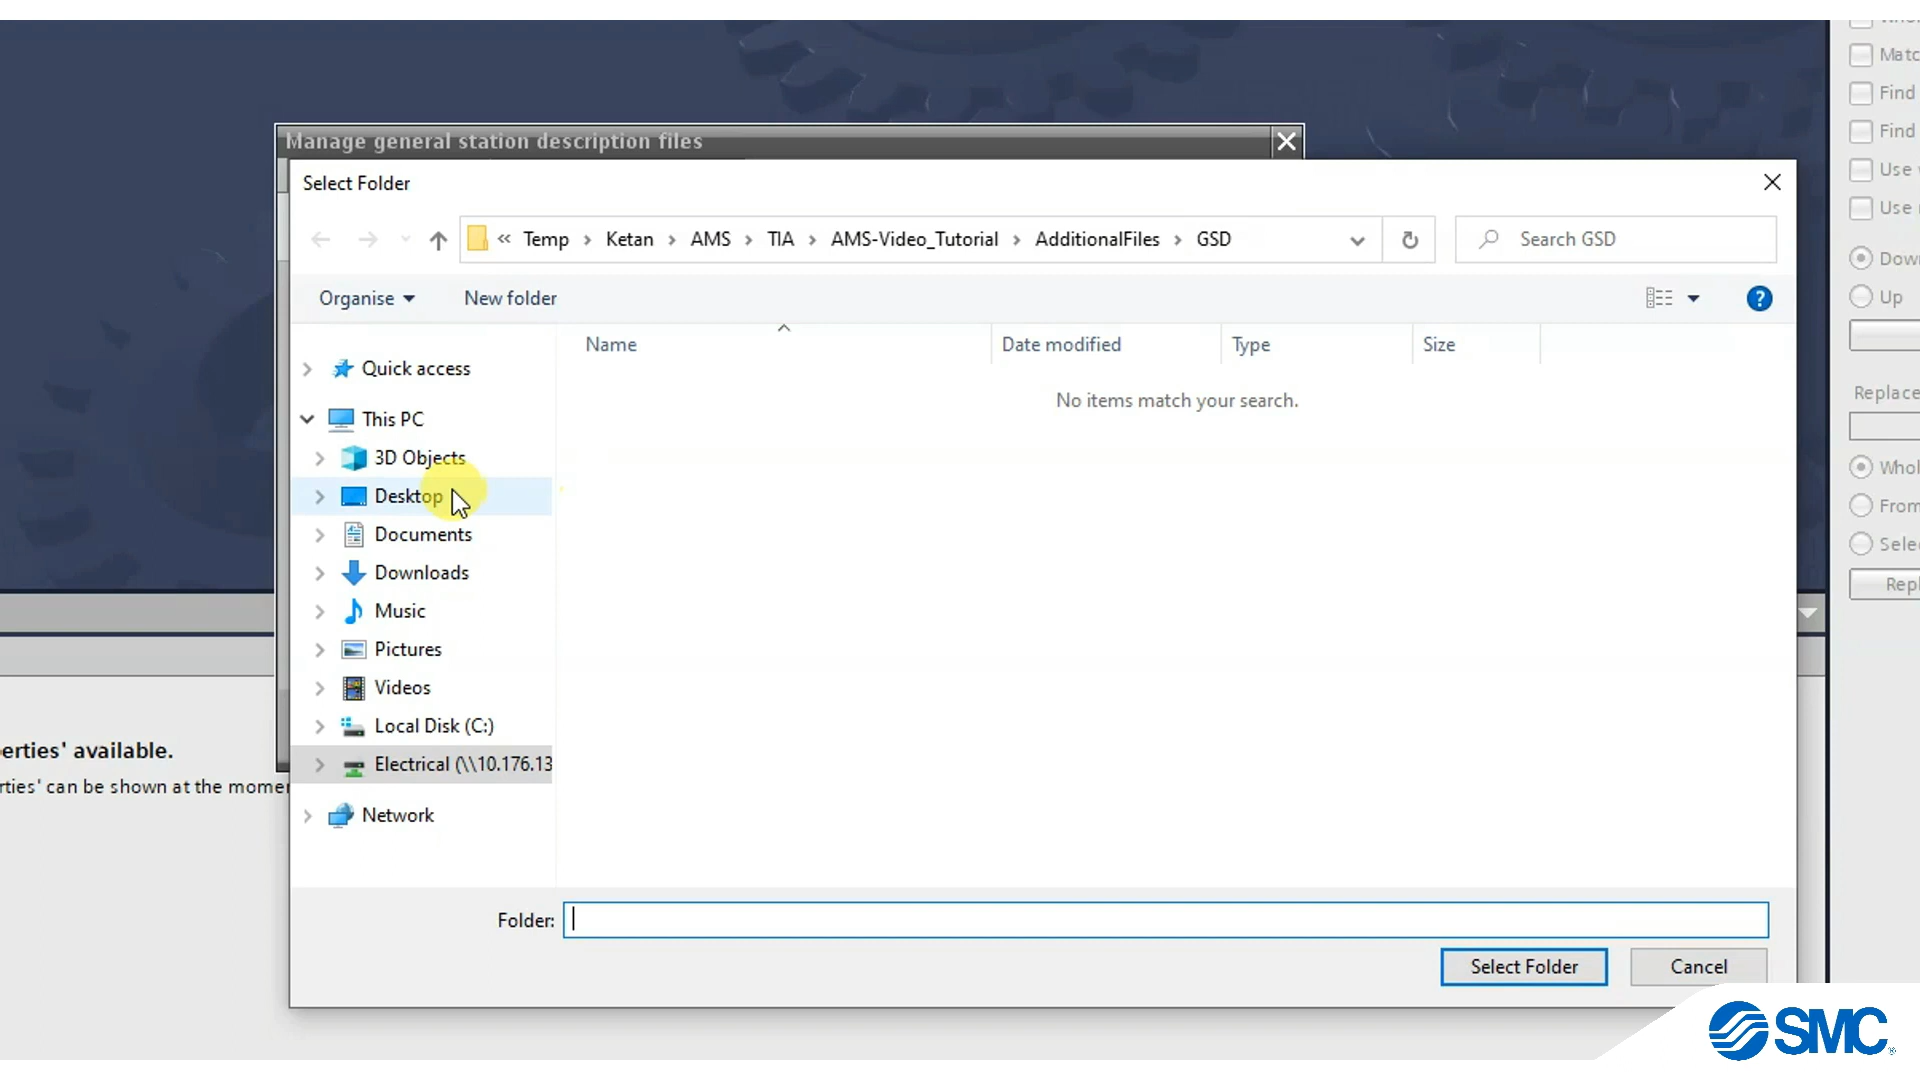 Manage general station description files
Select Folder
« Temp › Ketan › AMS › TIA › AMS-Video_Tutorial › AdditionalFiles › GSD
Search GSD
Organise
New folder
?
Name
Date modified
Type
Size
No items match your search.
Quick access
This PC
3D Objects
Desktop
Documents
Downloads
Music
Pictures
Videos
Local Disk (C:)
Electrical (\\10.176.13
Network
Folder:
Select Folder
Cancel
erties' available.
rties' can be shown at the mome
Matc
Find
Find
Use
Use
Down
Up
Replace
Whol
From
Sele
Repl
SMC